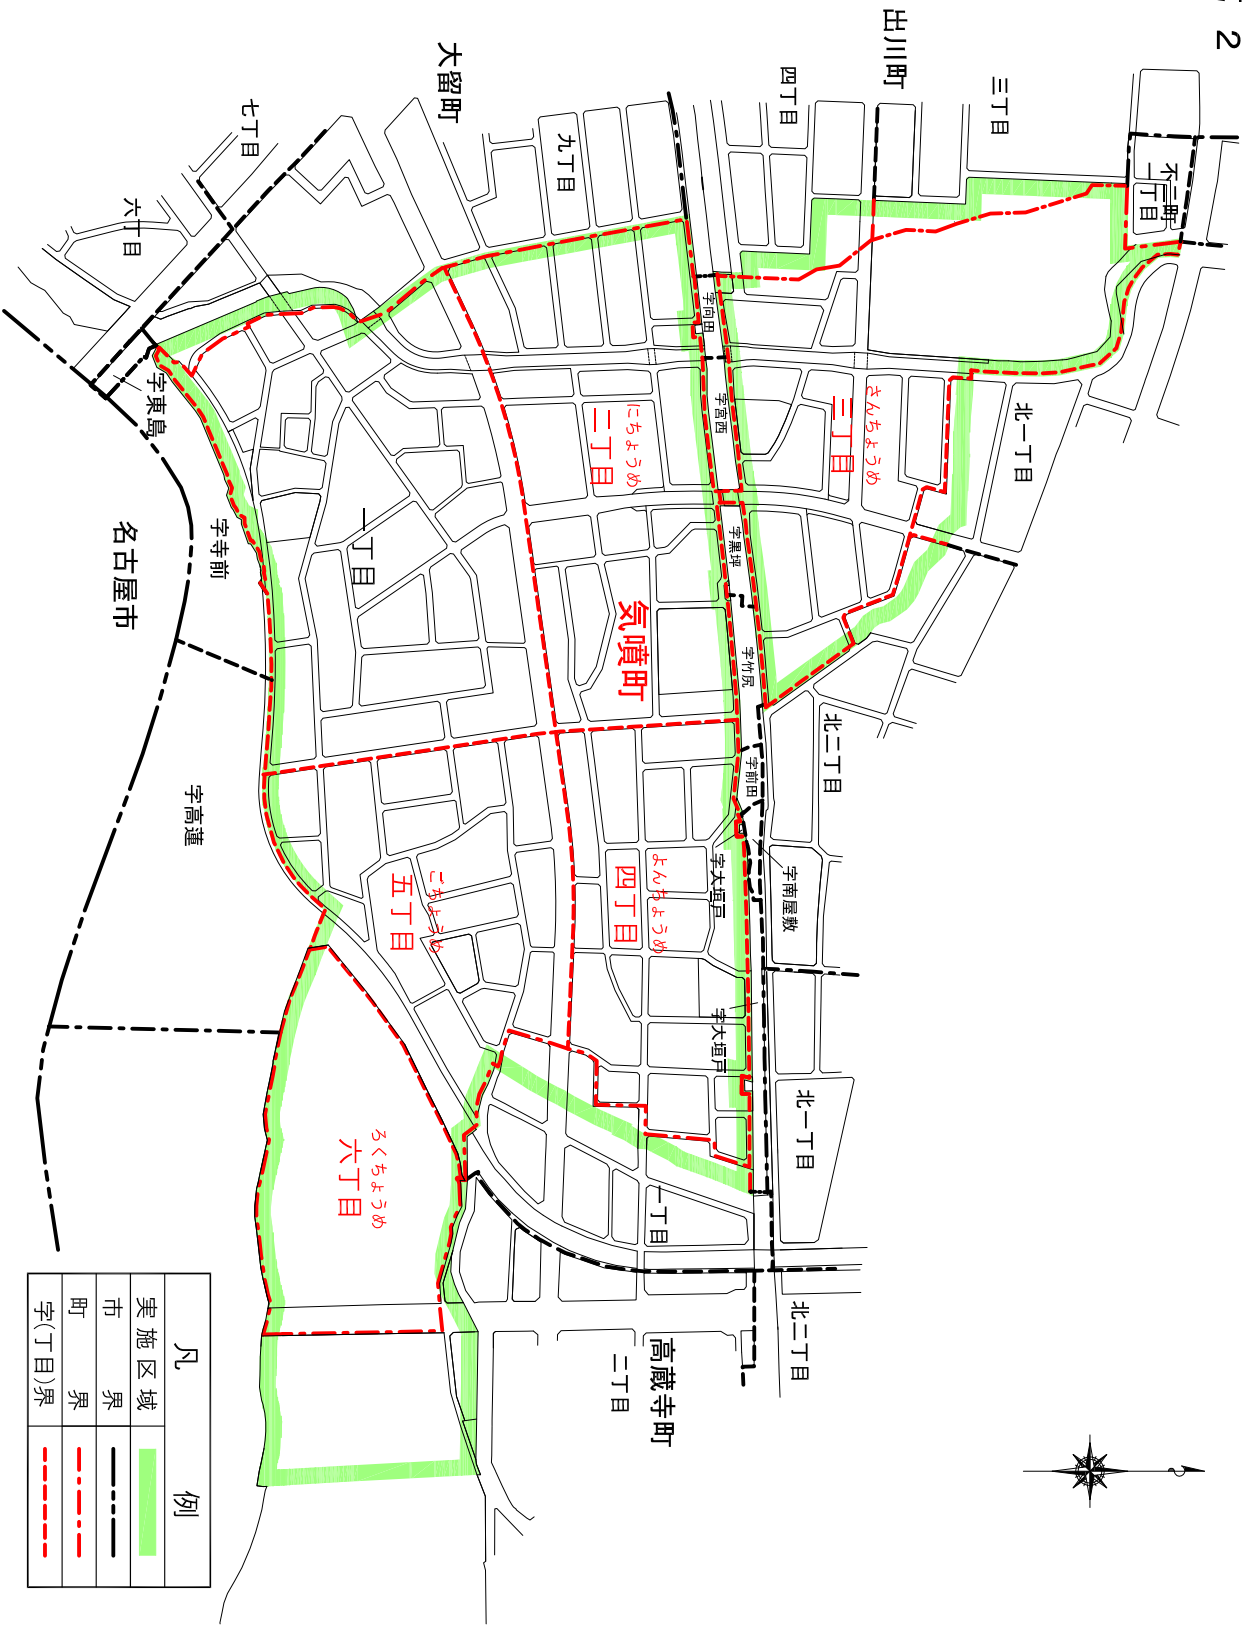 2
出川町
大留町
四丁目
三丁目
不二町
一丁目
七丁目
九丁目
六丁目
字向田
字東島
字宮西
さんちょうめ
三丁目
にちょうめ
二丁目
北一丁目
字寺前
名古屋市
一丁目
字黒坪
気噴町
字竹尻
北二丁目
字前田
字高蓮
ごちょうめ
五丁目
よんちょうめ
四丁目
字大垣戸
字南屋敷
字大垣戸
北一丁目
ろくちょうめ
六丁目
一丁目
北二丁目
高蔵寺町
二丁目
凡例
実施区域
市界
町界
字(丁目)界